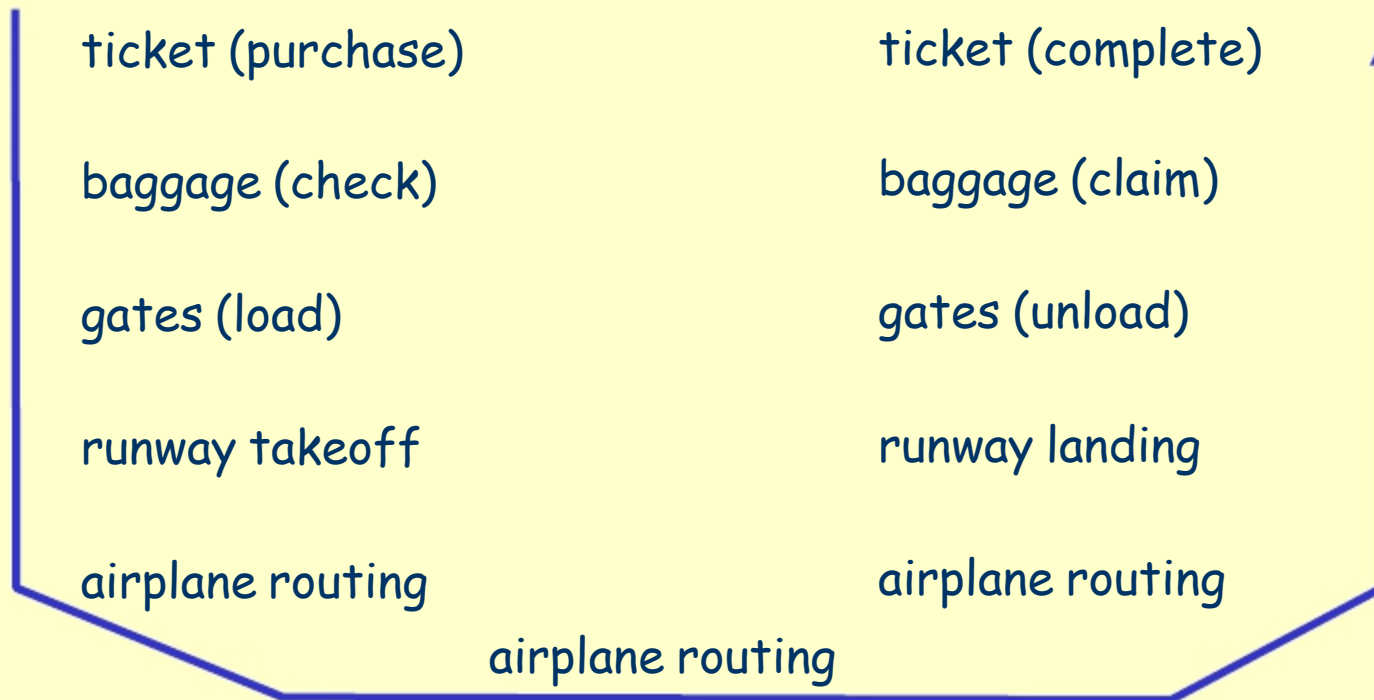 ticket (purchase)
baggage (check)
gates (load)
runway takeoff
airplane routing
ticket (complete)
baggage (claim)
gates (unload)
runway landing
airplane routing
airplane routing